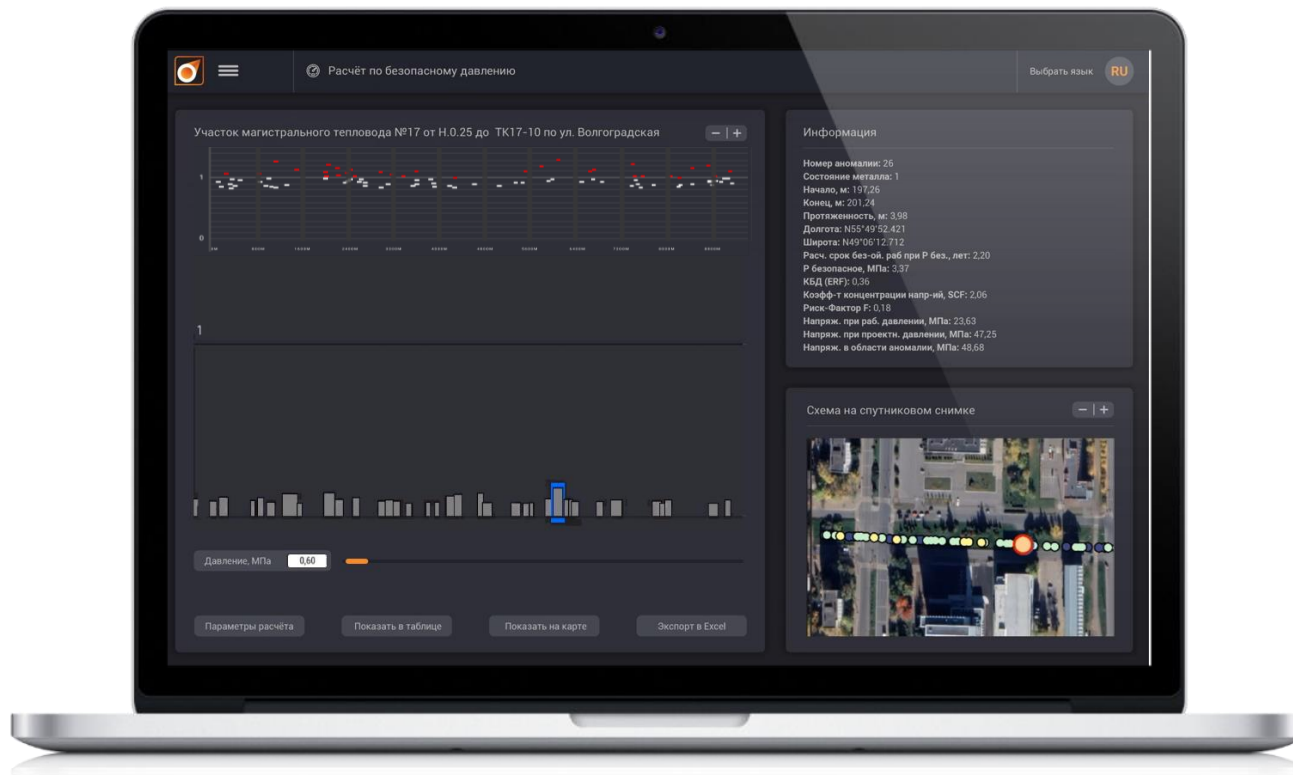 Расчёт по безопасному давлению
Выбрать язык
RU
Участок магистрального тепловода №17 от Н.0.25 до ТК17-10 по ул. Волгоградская
− | +
1
0
1
Давление, МПа 0,60
Параметры расчёта
Показать в таблице
Показать на карте
Экспорт в Excel
Информация
Номер аномалии: 26
Состояние металла: 1
Начало, м: 197,26
Конец, м: 201,24
Протяженность, м: 3,98
Долгота: N55°49'52.421
Широта: N49°06'12.712
Расч. срок без-ой. раб при Р без., лет: 2,20
Р безопасное, МПа: 3,37
КБД (ERF): 0,36
Коэфф-т концентрации напр-ий, SCF: 2,06
Риск-Фактор F: 0,18
Напряж. при раб. давлении, МПа: 23,63
Напряж. при проектн. давлении, МПа: 47,25
Напряж. в области аномалии, МПа: 48,68
Схема на спутниковом снимке
− | +